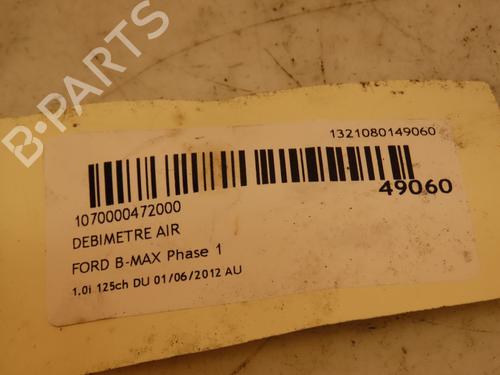 B-PARTS
1321080149060
49060
1070000472000
DEBIMETRE AIR
FORD B-MAX Phase 1
1.0i 125ch DU 01/06/2012 AU